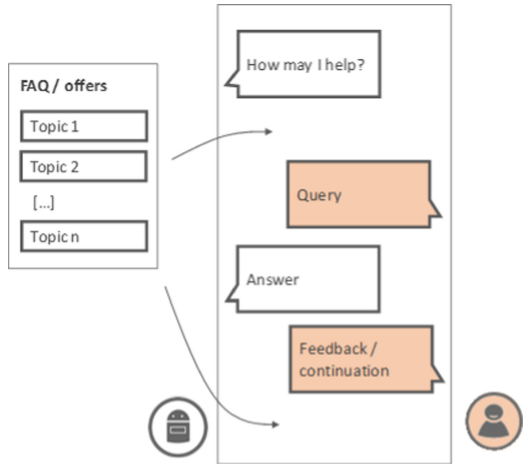 FAQ / offers
Topic 1
Topic 2
[...]
Topic n
How may I help?
Query
Answer
Feedback /
continuation